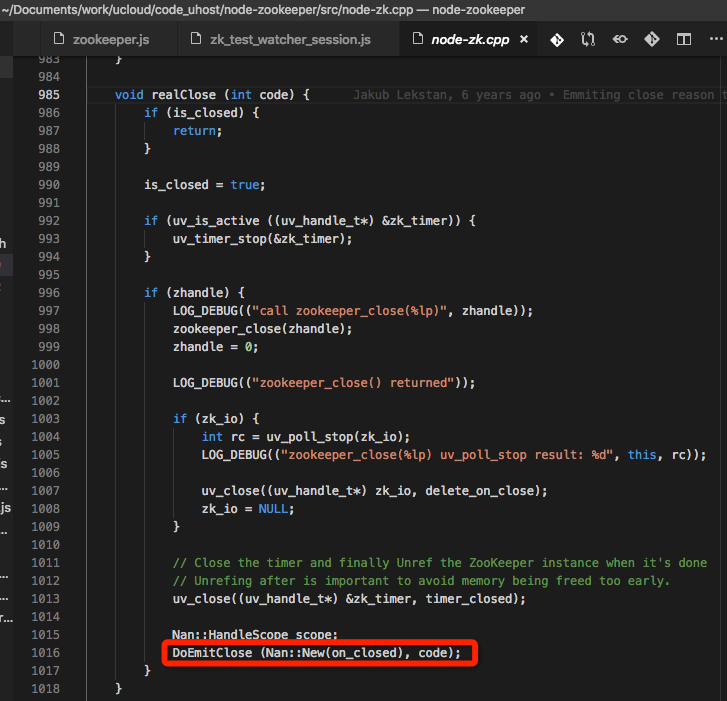 ~/Documents/work/ucloud/code_uhost/node-zookeeper/src/node-zk.cpp — node-zookeeper
zookeeper.js zk_test_watcher_session.js node-zk.cpp ×
983 }
984
985 void realClose (int code) { Jakub Lekstan, 6 years ago • Emmiting close reason
986 if (is_closed) {
987 return;
988 }
989
990 is_closed = true;
991
992 if (uv_is_active ((uv_handle_t*) &zk_timer)) {
993 uv_timer_stop(&zk_timer);
994 }
995
996 if (zhandle) {
997 LOG_DEBUG(("call zookeeper_close(%lp)", zhandle));
998 zookeeper_close(zhandle);
999 zhandle = 0;
1000
1001 LOG_DEBUG(("zookeeper_close() returned"));
1002
1003 if (zk_io) {
1004 int rc = uv_poll_stop(zk_io);
1005 LOG_DEBUG(("zookeeper_close(%lp) uv_poll_stop result: %d", this, rc));
1006
1007 uv_close((uv_handle_t*) zk_io, delete_on_close);
1008 zk_io = NULL;
1009 }
1010
1011 // Close the timer and finally Unref the ZooKeeper instance when it's done
1012 // Unrefing after is important to avoid memory being freed too early.
1013 uv_close((uv_handle_t*) &zk_timer, timer_closed);
1014
1015 Nan::HandleScope scope;
1016 DoEmitClose (Nan::New(on_closed), code);
1017 }
1018 }